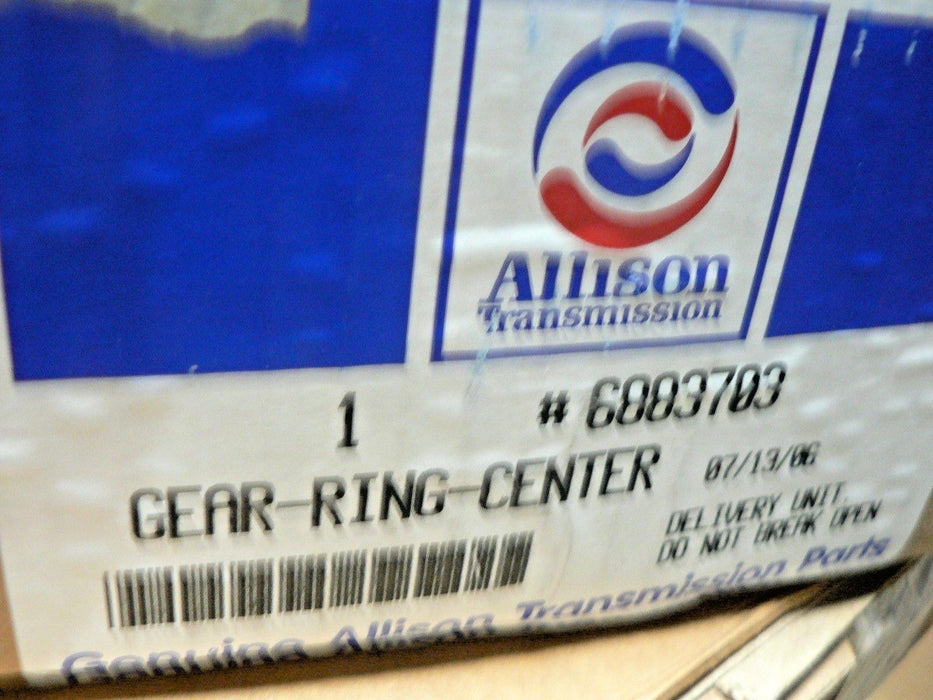 Allison
Transmission
1 # 6883703
GEAR-RING-CENTER 07/13/06
DELIVERY UNIT
DO NOT BREAK OPEN
Genuine Allison Transmission Parts